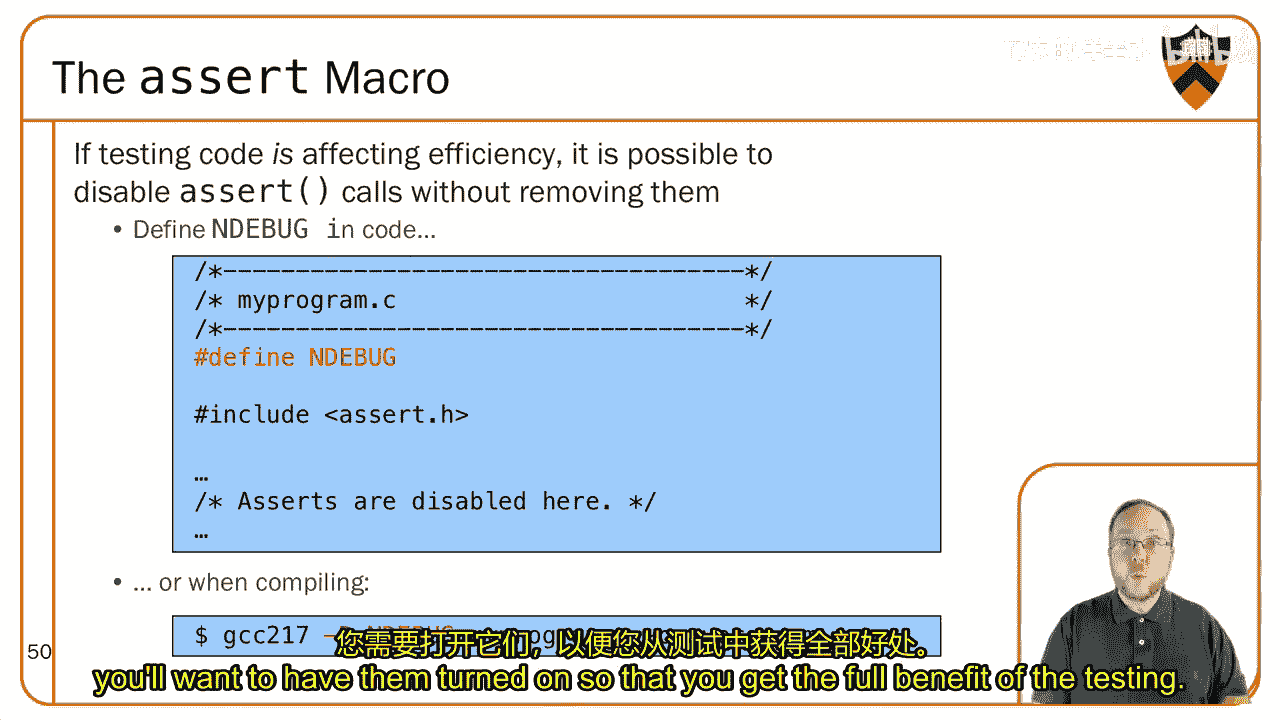 The assert Macro
If testing code is affecting efficiency, it is possible to
disable assert() calls without removing them
• Define NDEBUG in code…
/*------------------------------------*/
/* myprogram.c */
/*------------------------------------*/
#define NDEBUG
#include <assert.h>
…
/* Asserts are disabled here. */
…
• … or when compiling:
$ gcc217
您需要打开它们，以便您从测试中获得全部好处。
50
you'll want to have them turned on so that you get the full benefit of the testing.